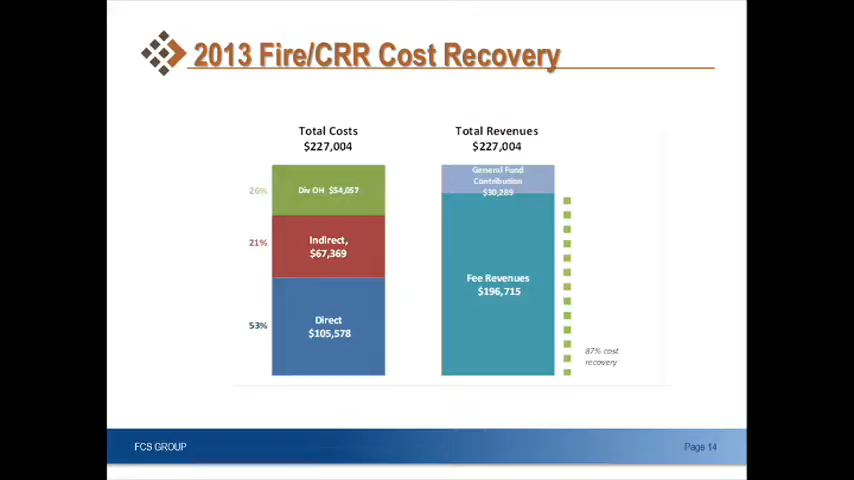 2013 Fire/CRR Cost Recovery
Total Costs
$227,004
Total Revenues
$227,004
26%
Div OH $54,057
General Fund
Contribution
$30,289
21%
Indirect,
$67,369
Fee Revenues
$196,715
53%
Direct
$105,578
87% cost
recovery
FCS GROUP
Page 14